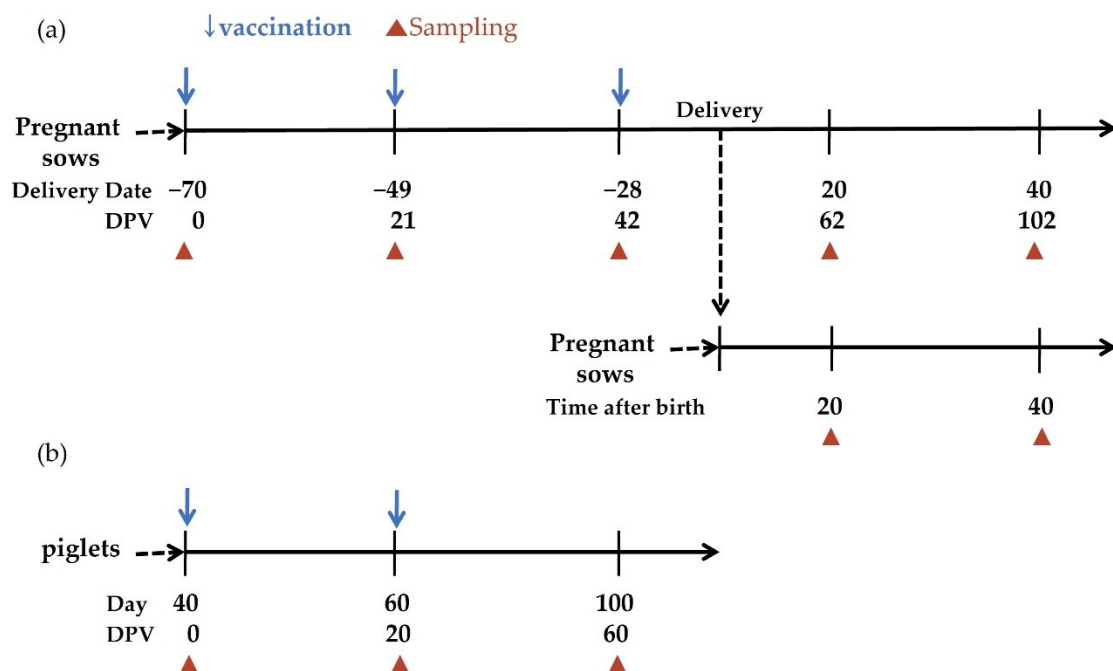 (a)
↓vaccination ▲Sampling
Delivery
Pregnant
sows
Delivery Date −70 −49 −28 20 40
DPV 0 21 42 62 102
Pregnant
sows
Time after birth 20 40
(b)
piglets
Day 40 60 100
DPV 0 20 60